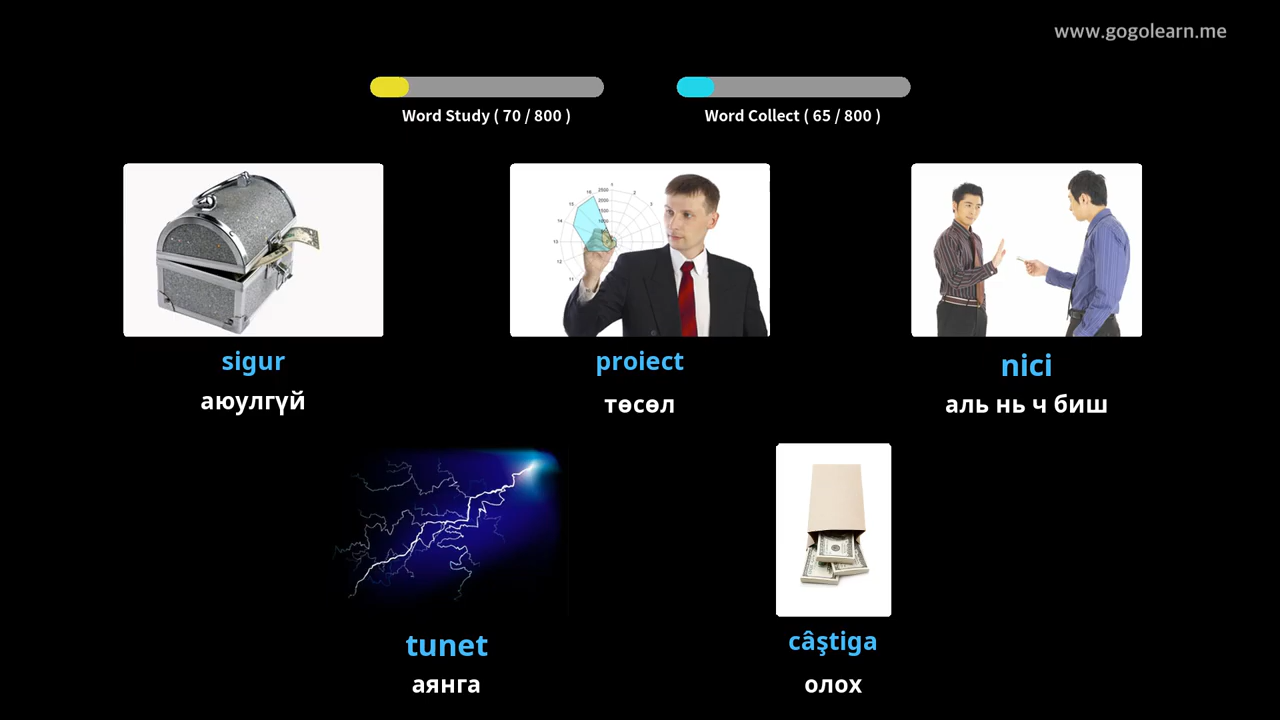 www.gogolearn.me
Word Study ( 70 / 800 )
Word Collect ( 65 / 800 )
sigur
аюулгүй
proiect
төсөл
nici
аль нь ч биш
tunet
аянга
câştiga
олох